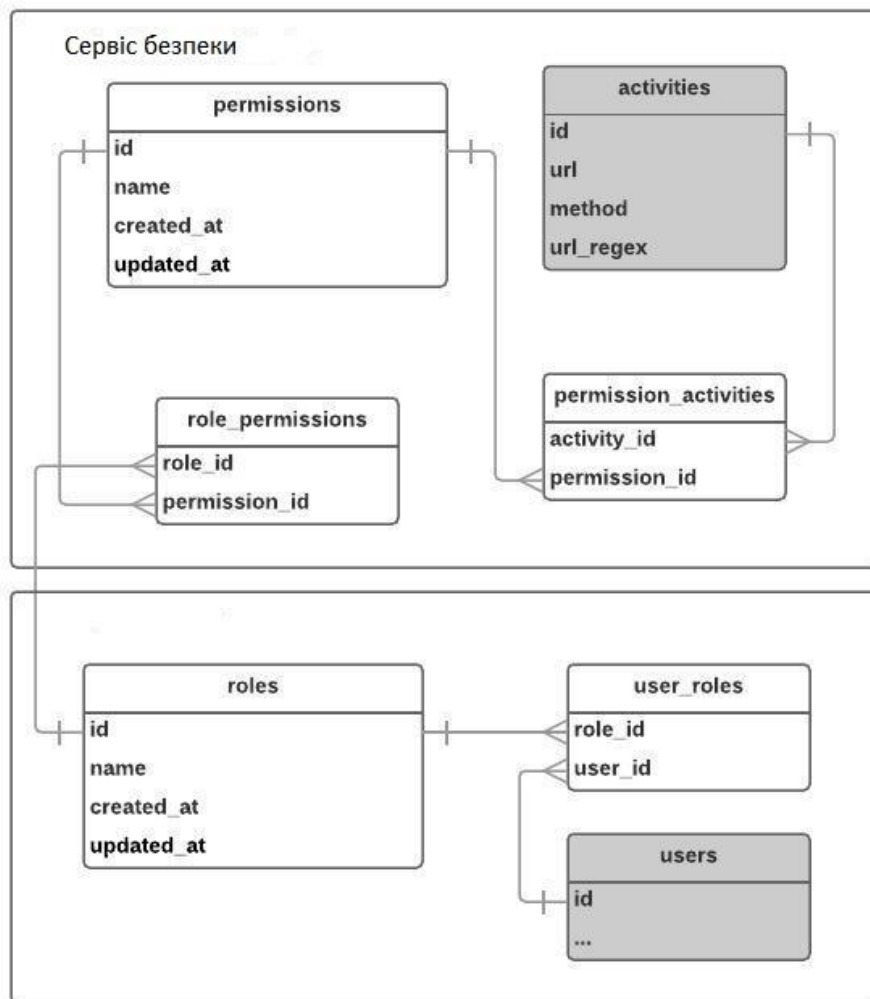 Сервіс безпеки
permissions
id
name
created_at
updated_at
activities
id
url
method
url_regex
role_permissions
role_id
permission_id
permission_activities
activity_id
permission_id
roles
id
name
created_at
updated_at
user_roles
role_id
user_id
users
id
...